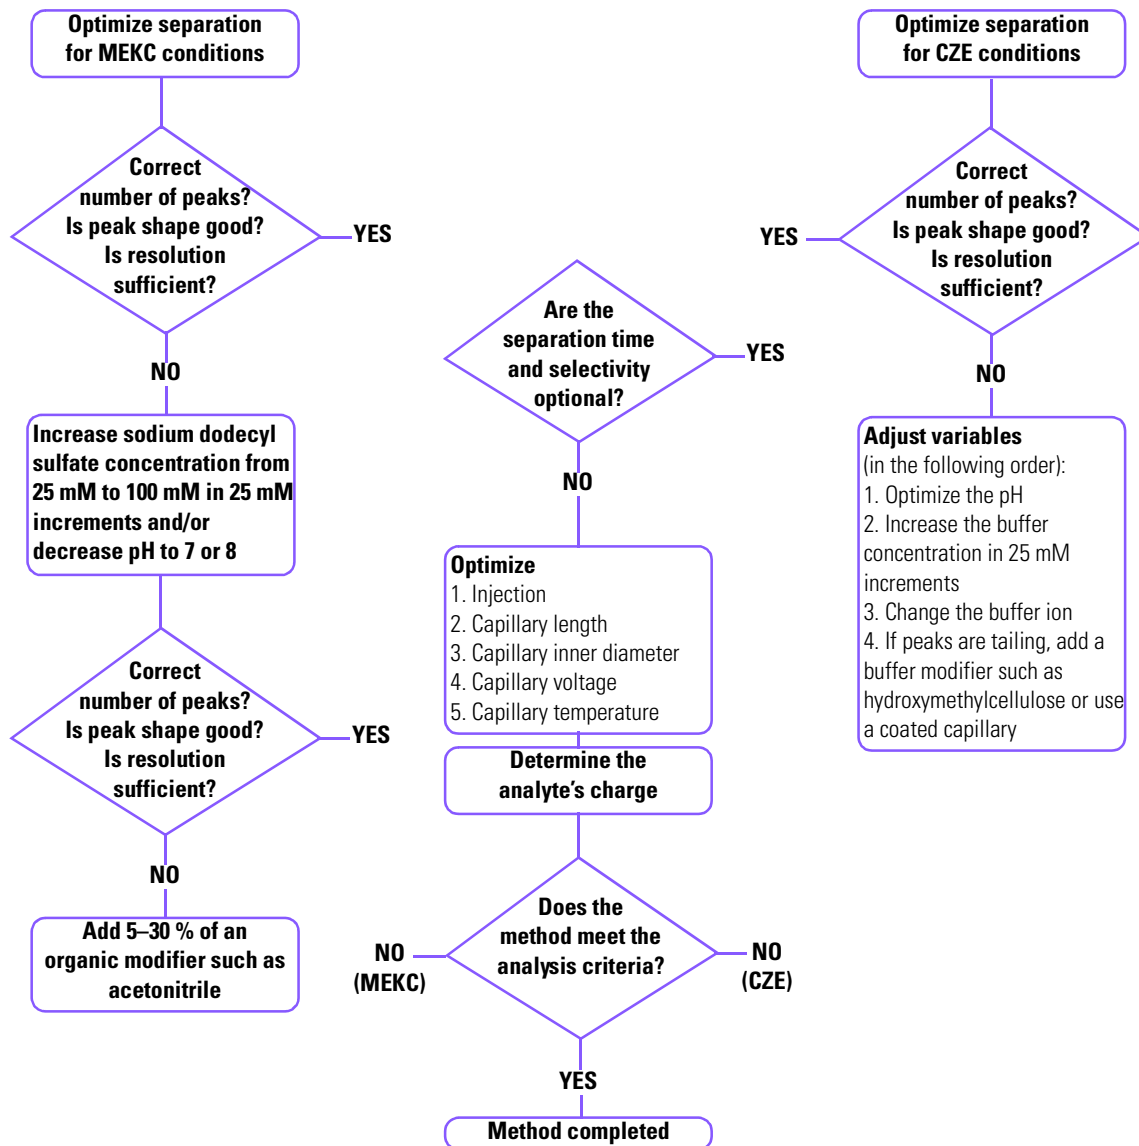 Optimize separation
for MEKC conditions
Correct
number of peaks?
Is peak shape good?
Is resolution
sufficient?
YES
NO
Increase sodium dodecyl
sulfate concentration from
25 mM to 100 mM in 25 mM
increments and/or
decrease pH to 7 or 8
Correct
number of peaks?
Is peak shape good?
Is resolution
sufficient?
YES
NO
Add 5–30 % of an
organic modifier such as
acetonitrile
Are the
separation time
and selectivity
optional?
YES
NO
Optimize
1. Injection
2. Capillary length
3. Capillary inner diameter
4. Capillary voltage
5. Capillary temperature
Determine the
analyte's charge
Does the
method meet the
analysis criteria?
NO
(MEKC)
NO
(CZE)
YES
Method completed
Optimize separation
for CZE conditions
Correct
number of peaks?
Is peak shape good?
Is resolution
sufficient?
YES
NO
Adjust variables
(in the following order):
1. Optimize the pH
2. Increase the buffer
concentration in 25 mM
increments
3. Change the buffer ion
4. If peaks are tailing, add a
buffer modifier such as
hydroxymethylcellulose or use
a coated capillary